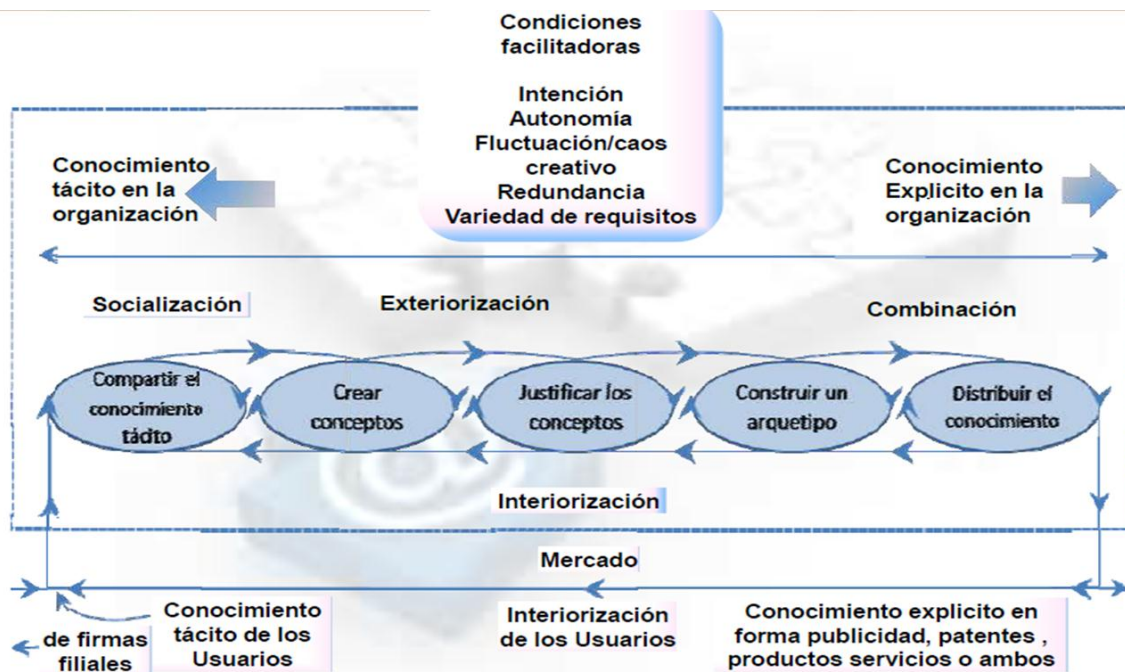 Condiciones
facilitadoras
Intención
Autonomía
Fluctuación/caos
creativo
Redundancia
Variedad de requisitos
Conocimiento
tácito en la
organización
Conocimiento
Explicito en la
organización
Socialización
Exteriorización
Combinación
Compartir el
conocimiento
tácito
Crear
conceptos
Justificar los
conceptos
Construir un
arquetipo
Distribuir el
conocimiento
Interiorización
Mercado
de firmas
filiales
Conocimiento
tácito de los
Usuarios
Interiorización
de los Usuarios
Conocimiento explicito en
forma publicidad, patentes ,
productos servicios o ambos